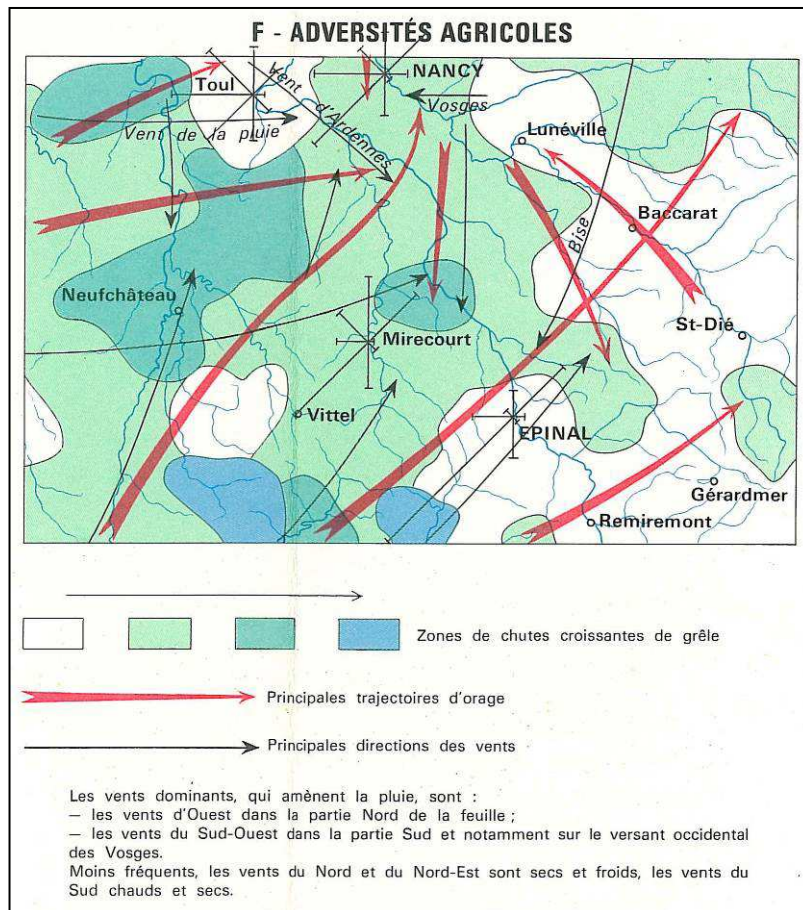 F - ADVERSITÉS AGRICOLES
Toul
NANCY
Vent d'Ardennes
Vosges
Vent de la pluie
Lunéville
Baccarat
Bise
Neufchâteau
St-Dié
Mirecourt
Vittel
EPINAL
Gérardmer
Remiremont
Zones de chutes croissantes de grêle
Principales trajectoires d'orage
Principales directions des vents
Les vents dominants, qui amènent la pluie, sont :
— les vents d'Ouest dans la partie Nord de la feuille ;
— les vents du Sud-Ouest dans la partie Sud et notamment sur le versant occidental
des Vosges.
Moins fréquents, les vents du Nord et du Nord-Est sont secs et froids, les vents du
Sud chauds et secs.